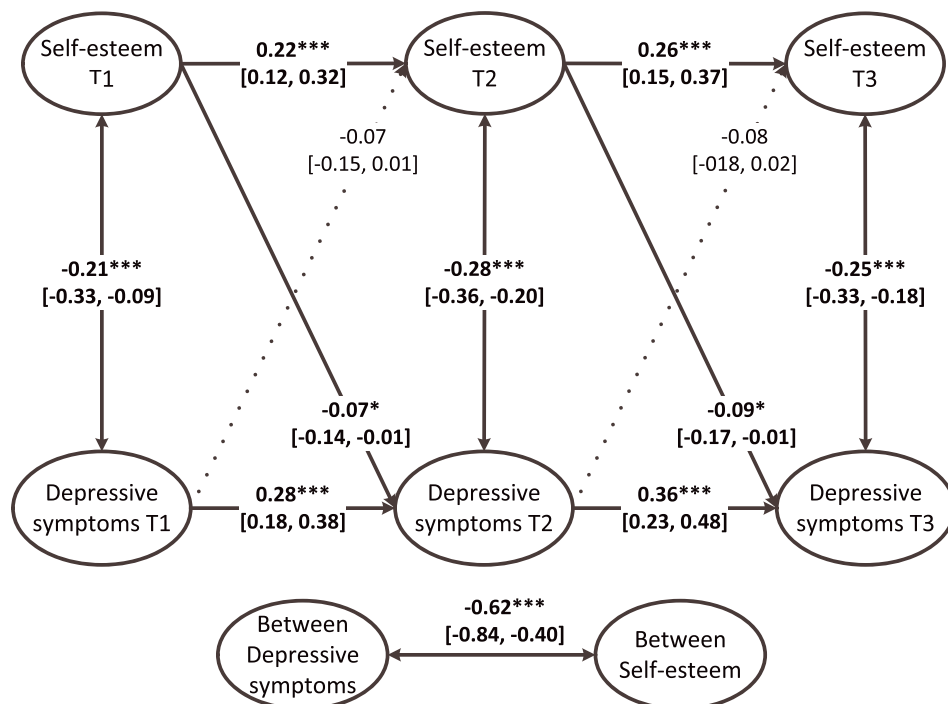 Self-esteem
T1
0.22***
[0.12, 0.32]
Self-esteem
T2
0.26***
[0.15, 0.37]
Self-esteem
T3
-0.07
[-0.15, 0.01]
-0.08
[-018, 0.02]
-0.21***
[-0.33, -0.09]
-0.28***
[-0.36, -0.20]
-0.25***
[-0.33, -0.18]
-0.07*
[-0.14, -0.01]
-0.09*
[-0.17, -0.01]
Depressive
symptoms T1
0.28***
[0.18, 0.38]
Depressive
symptoms T2
0.36***
[0.23, 0.48]
Depressive
symptoms T3
Between
Depressive
symptoms
-0.62***
[-0.84, -0.40]
Between
Self-esteem